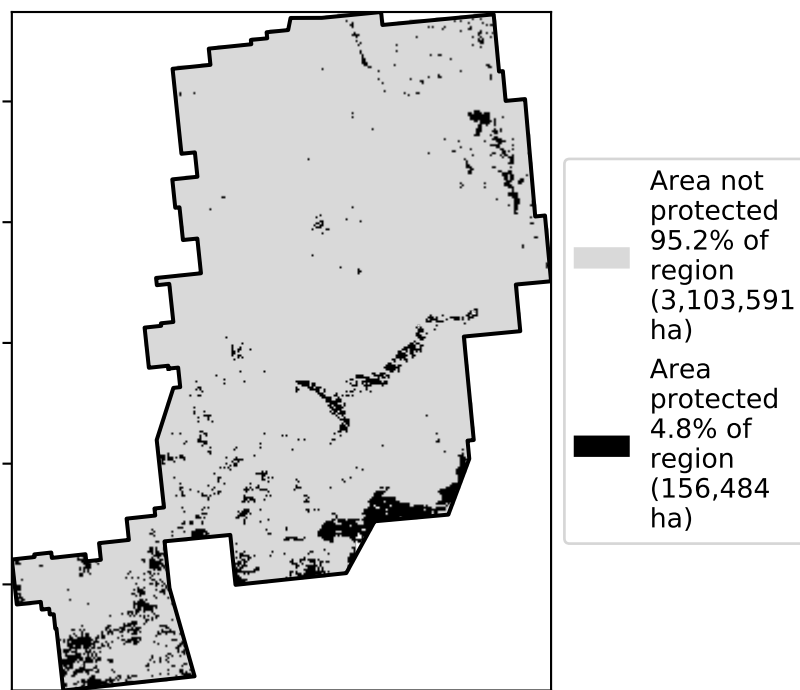 Area not
protected
95.2% of
region
(3,103,591
ha)
Area
protected
4.8% of
region
(156,484
ha)